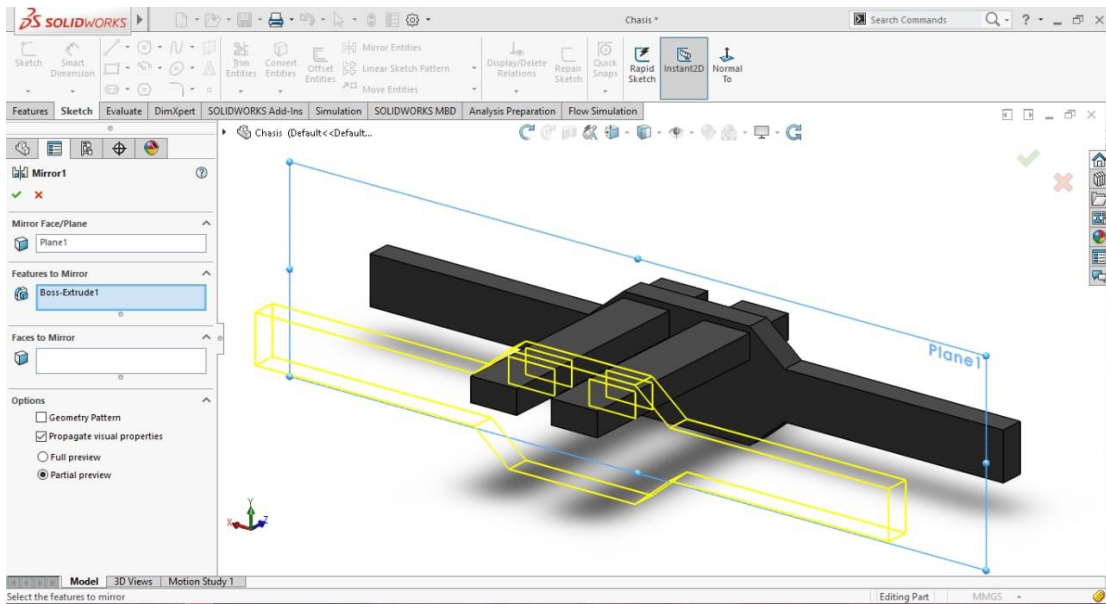 SOLIDWORKS
Chasis *
Search Commands
Sketch
Smart Dimension
Trim Entities
Convert Entities
Offset Entities
Mirror Entities
Linear Sketch Pattern
Move Entities
Display/Delete Relations
Repair Sketch
Quick Snaps
Rapid Sketch
Instant2D
Normal To
Features Sketch Evaluate DimXpert SOLIDWORKS Add-Ins Simulation SOLIDWORKS MBD Analysis Preparation Flow Simulation
Chasis (Default<<Default...
Mirror1
Mirror Face/Plane
Plane1
Features to Mirror
Boss-Extrude1
Faces to Mirror
Options
Geometry Pattern
Propagate visual properties
Full preview
Partial preview
Plane1
Y
X
Z
Model 3D Views Motion Study 1
Select the features to mirror
Editing Part
MMGS